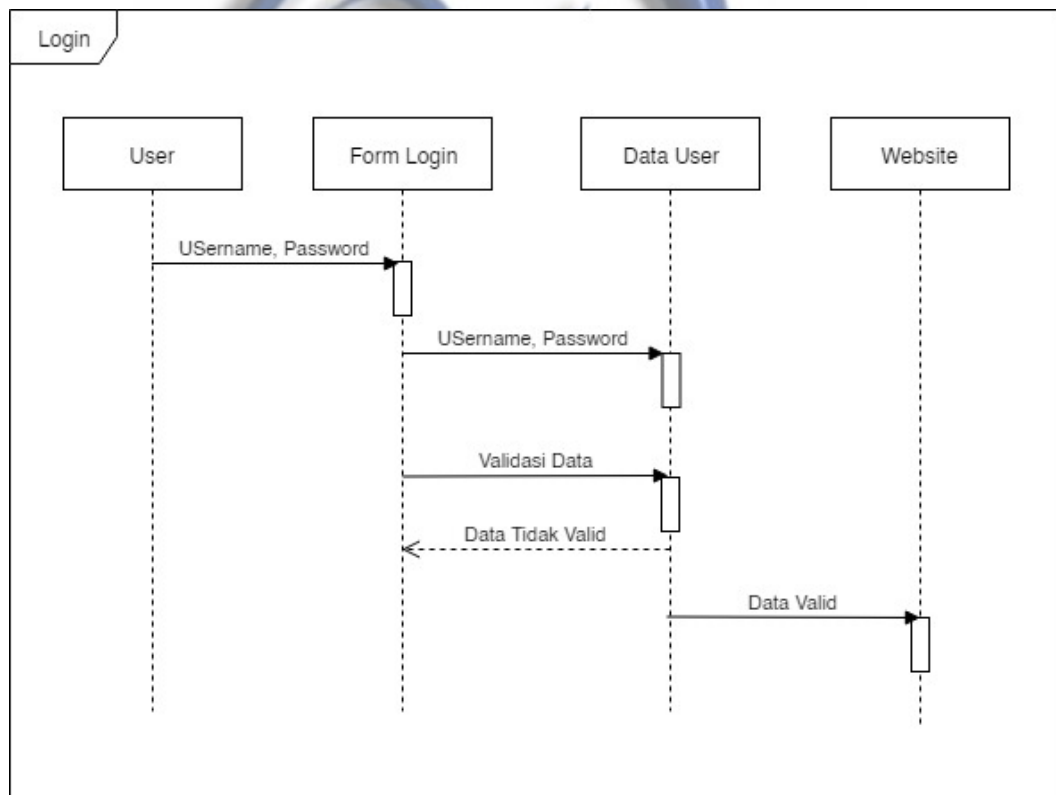 Login
User
Form Login
Data User
Website
USername, Password
USername, Password
Validasi Data
Data Tidak Valid
Data Valid